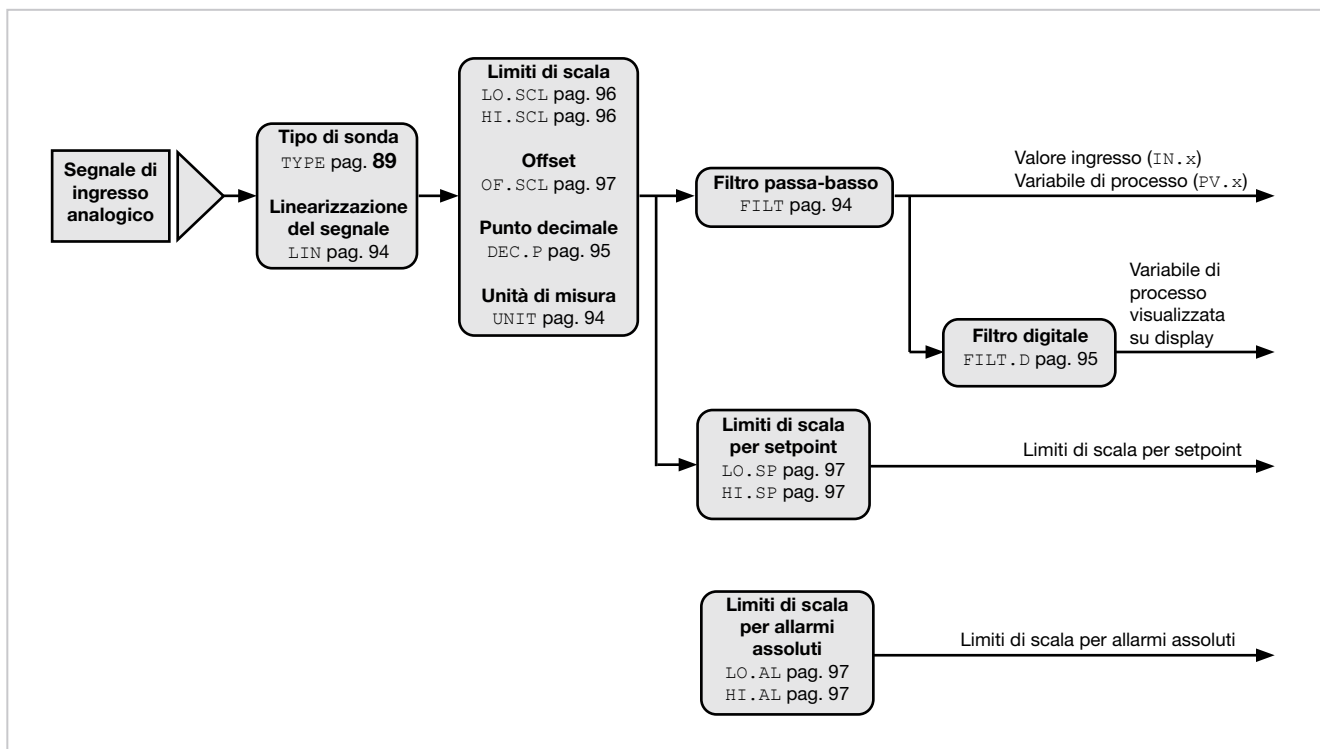 Segnale di
ingresso
analogico
Tipo di sonda
TYPE pag. 89
Linearizzazione
del segnale
LIN pag. 94
Limiti di scala
LO.SCL pag. 96
HI.SCL pag. 96
Offset
OF.SCL pag. 97
Punto decimale
DEC.P pag. 95
Unità di misura
UNIT pag. 94
Filtro passa-basso
FILT pag. 94
Valore ingresso (IN.x)
Variabile di processo (PV.x)
Filtro digitale
FILT.D pag. 95
Variabile di
processo
visualizzata
su display
Limiti di scala
per setpoint
LO.SP pag. 97
HI.SP pag. 97
Limiti di scala per setpoint
Limiti di scala
per allarmi
assoluti
LO.AL pag. 97
HI.AL pag. 97
Limiti di scala per allarmi assoluti